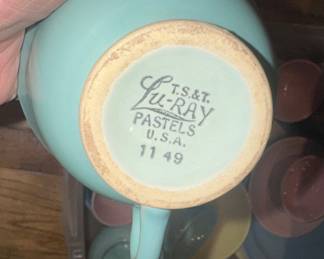 T.S.&T.
Lu-RAY
PASTELS
U.S.A.
11 49